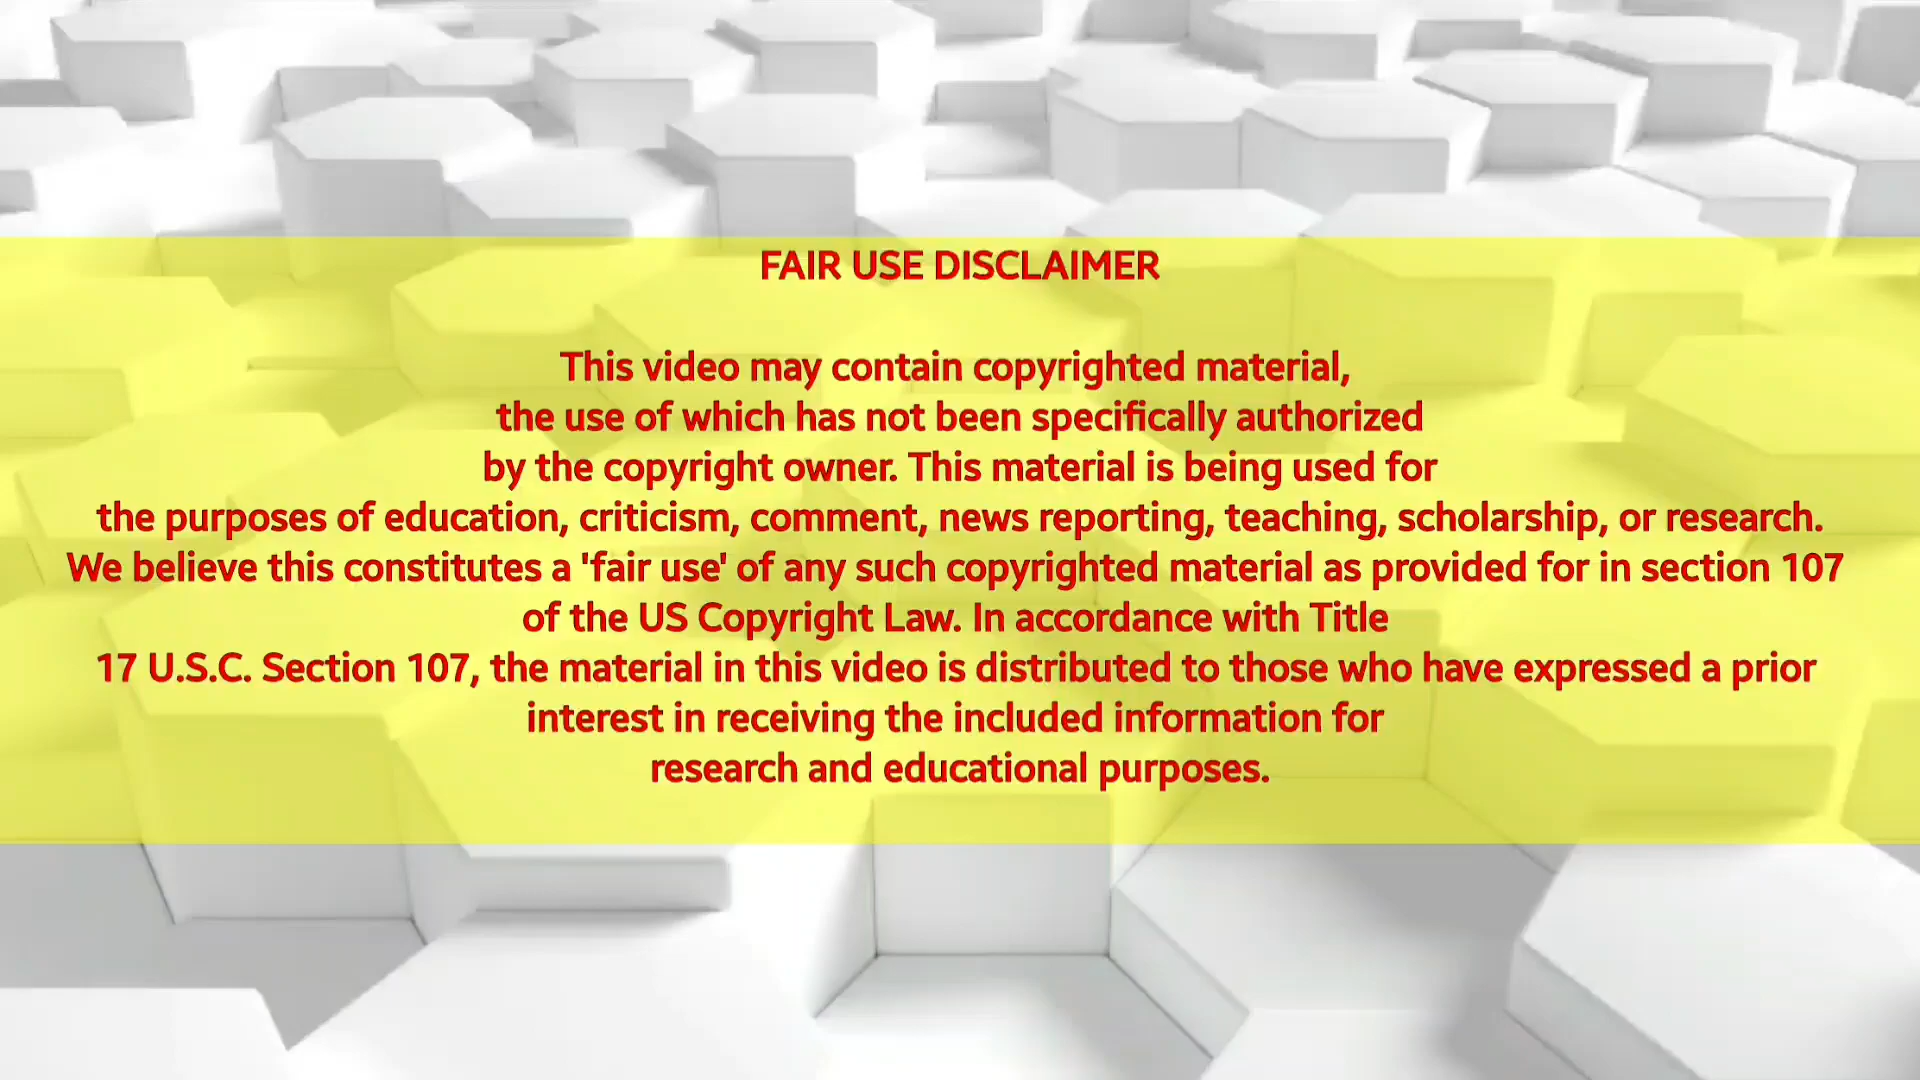 FAIR USE DISCLAIMER
This video may contain copyrighted material,
the use of which has not been specifically authorized
by the copyright owner. This material is being used for
the purposes of education, criticism, comment, news reporting, teaching, scholarship, or research.
We believe this constitutes a 'fair use' of any such copyrighted material as provided for in section 107
of the US Copyright Law. In accordance with Title
17 U.S.C. Section 107, the material in this video is distributed to those who have expressed a prior
interest in receiving the included information for
research and educational purposes.